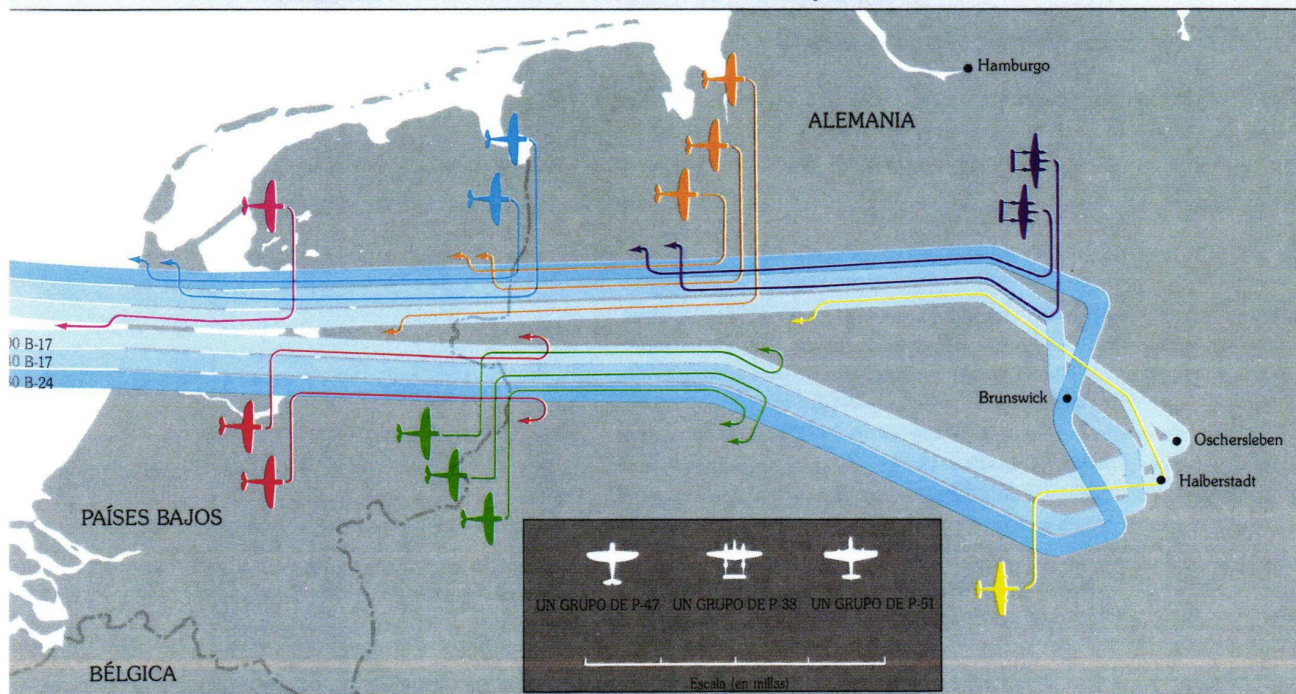 Hamburgo
ALEMANIA
B-17
B-17
B-24
Brunswick
Oschersleben
Halberstadt
PAÍSES BAJOS
UN GRUPO DE P-47
UN GRUPO DE P-38
UN GRUPO DE P-51
BÉLGICA
Escala (en millas)